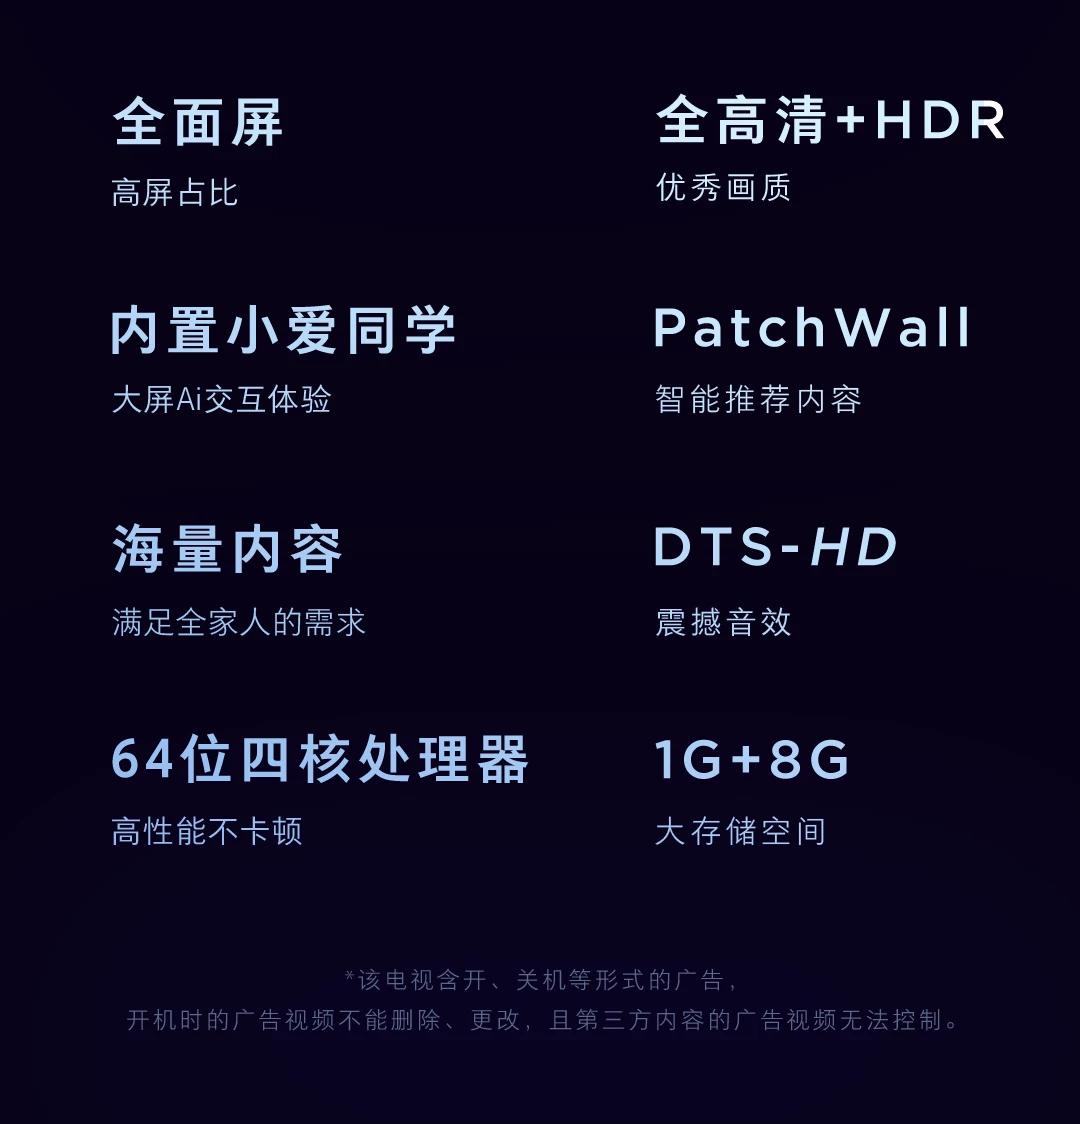 全面屏
高屏占比
全高清+HDR
优秀画质
内置小爱同学
大屏Ai交互体验
PatchWall
智能推荐内容
海量内容
满足全家人的需求
DTS-HD
震撼音效
64位四核处理器
高性能不卡顿
1G+8G
大存储空间
*该电视含开、关机等形式的广告，
开机时的广告视频不能删除、更改，且第三方内容的广告视频无法控制。